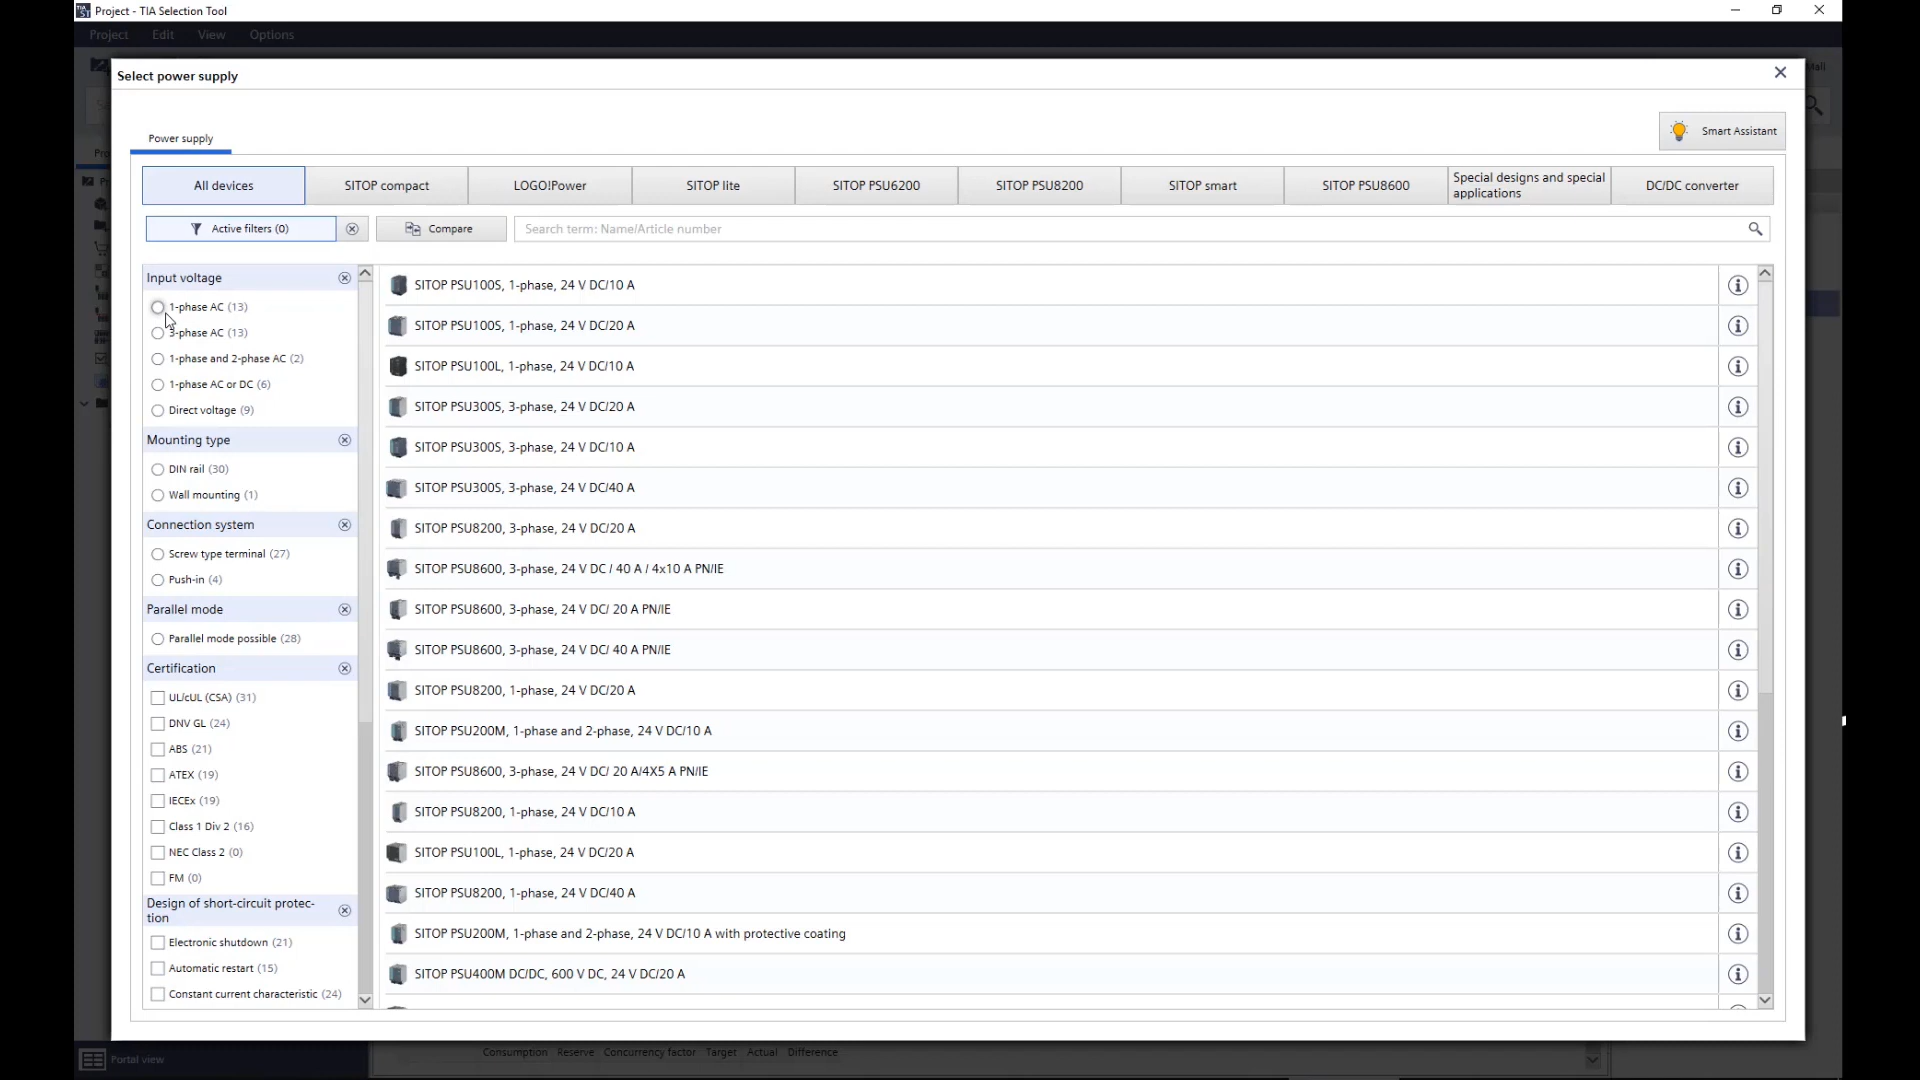 Project - TIA Selection Tool
Project Edit View Options
Select power supply
Power supply
Smart Assistant
All devices
SITOP compact
LOGO!Power
SITOP lite
SITOP PSU6200
SITOP PSU8200
SITOP smart
SITOP PSU8600
Special designs and special
applications
DC/DC converter
Active filters (0)
Compare
Search term: Name/Article number
Input voltage
1-phase AC (13)
3-phase AC (13)
1-phase and 2-phase AC (2)
1-phase AC or DC (6)
Direct voltage (9)
Mounting type
DIN rail (30)
Wall mounting (1)
Connection system
Screw type terminal (27)
Push-in (4)
Parallel mode
Parallel mode possible (28)
Certification
UL/cUL (CSA) (31)
DNV GL (24)
ABS (21)
ATEX (19)
IECEx (19)
Class 1 Div 2 (16)
NEC Class 2 (0)
FM (0)
Design of short-circuit protec-
tion
Electronic shutdown (21)
Automatic restart (15)
Constant current characteristic (24)
SITOP PSU100S, 1-phase, 24 V DC/10 A
SITOP PSU100S, 1-phase, 24 V DC/20 A
SITOP PSU100L, 1-phase, 24 V DC/10 A
SITOP PSU300S, 3-phase, 24 V DC/20 A
SITOP PSU300S, 3-phase, 24 V DC/10 A
SITOP PSU300S, 3-phase, 24 V DC/40 A
SITOP PSU8200, 3-phase, 24 V DC/20 A
SITOP PSU8600, 3-phase, 24 V DC / 40 A / 4x10 A PN/IE
SITOP PSU8600, 3-phase, 24 V DC/ 20 A PN/IE
SITOP PSU8600, 3-phase, 24 V DC/ 40 A PN/IE
SITOP PSU8200, 1-phase, 24 V DC/20 A
SITOP PSU200M, 1-phase and 2-phase, 24 V DC/10 A
SITOP PSU8600, 3-phase, 24 V DC/ 20 A/4X5 A PN/IE
SITOP PSU8200, 1-phase, 24 V DC/10 A
SITOP PSU100L, 1-phase, 24 V DC/20 A
SITOP PSU8200, 1-phase, 24 V DC/40 A
SITOP PSU200M, 1-phase and 2-phase, 24 V DC/10 A with protective coating
SITOP PSU400M DC/DC, 600 V DC, 24 V DC/20 A
Portal view
Consumption Reserve Concurrency factor Target Actual Difference